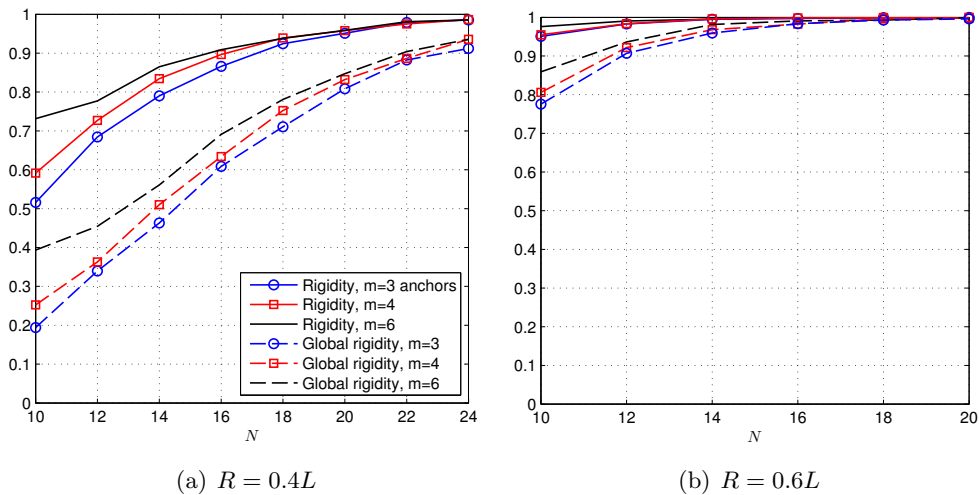 1
0.9
0.8
0.7
0.6
0.5
0.4
0.3
0.2
0.1
0
10 12 14 16 18 20 22 24
N
Rigidity, m=3 anchors
Rigidity, m=4
Rigidity, m=6
Global rigidity, m=3
Global rigidity, m=4
Global rigidity, m=6
(a) R = 0.4L
1
0.9
0.8
0.7
0.6
0.5
0.4
0.3
0.2
0.1
0
10 12 14 16 18 20
N
(b) R = 0.6L